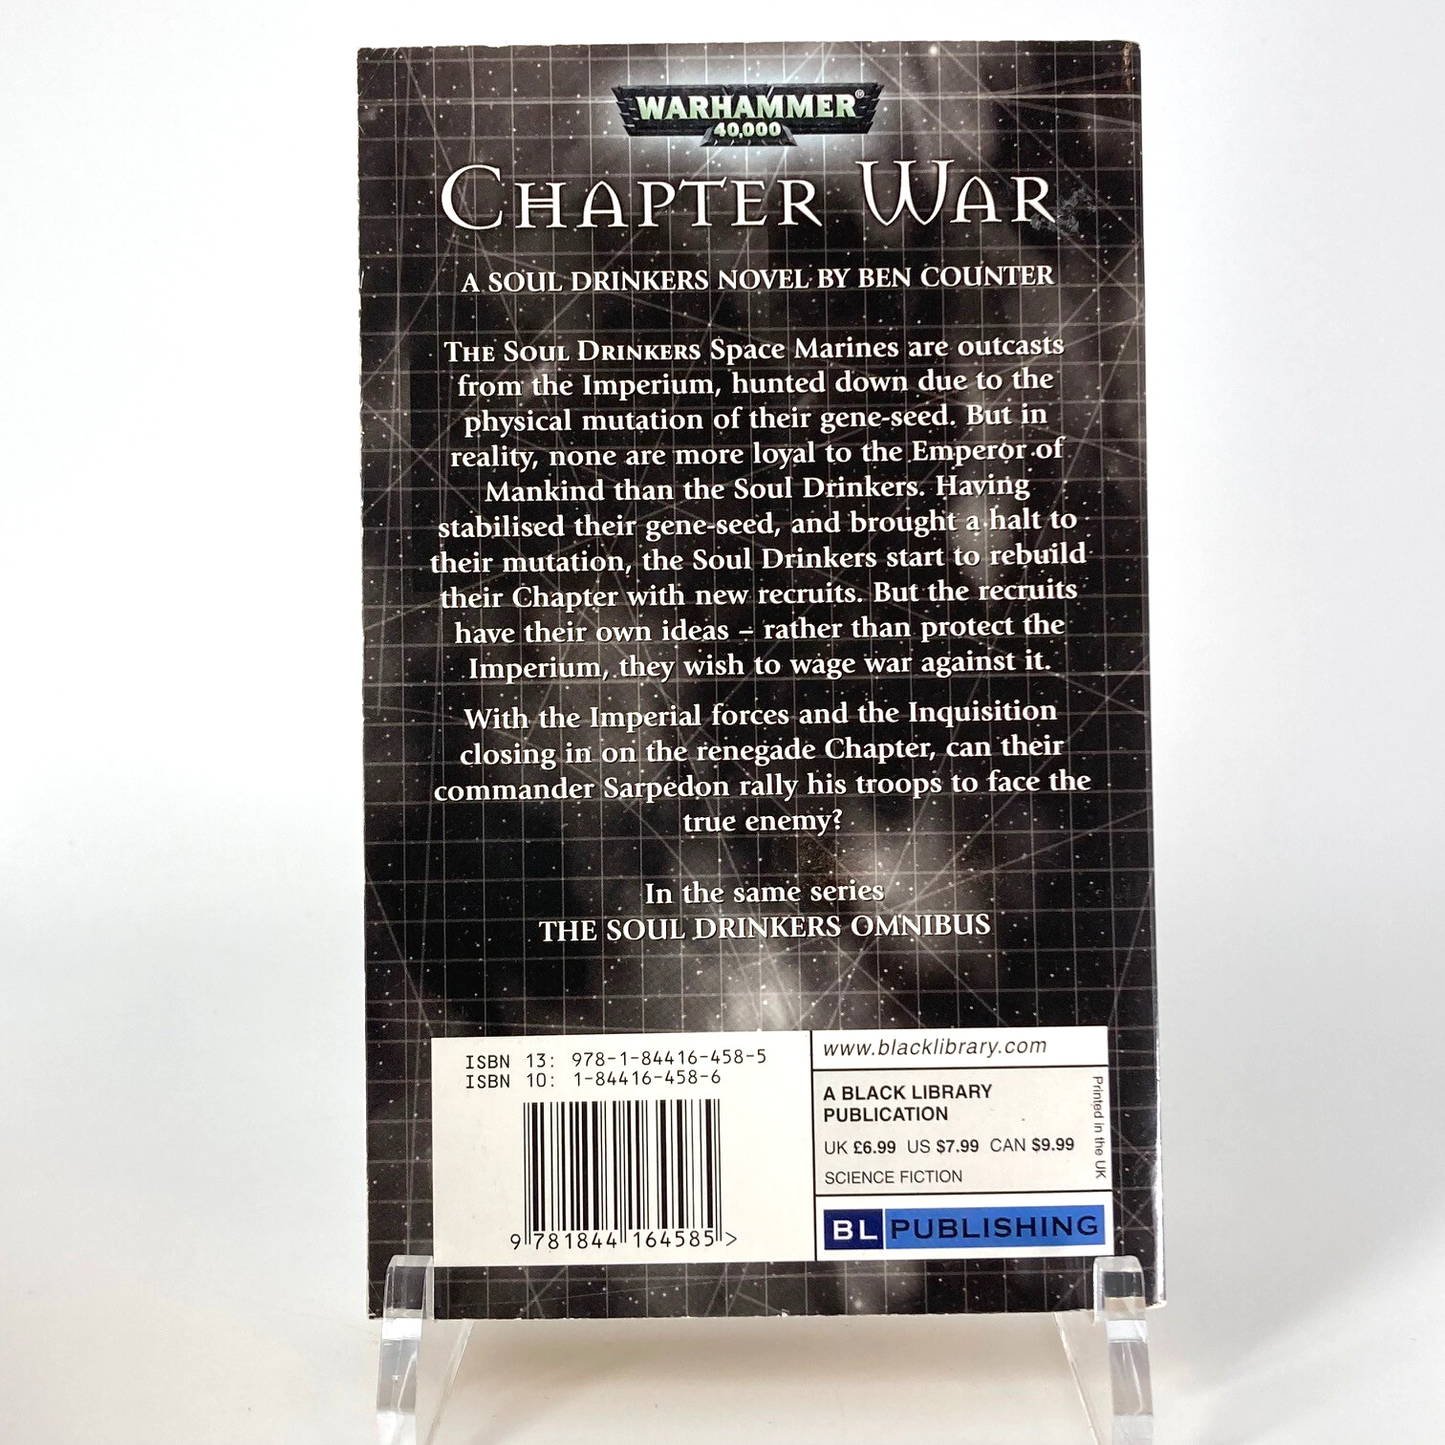 WARHAMMER®
40,000
CHAPTER WAR
A SOUL DRINKERS NOVEL BY BEN COUNTER
THE SOUL DRINKERS Space Marines are outcasts
from the Imperium, hunted down due to the
physical mutation of their gene-seed. But in
reality, none are more loyal to the Emperor of
Mankind than the Soul Drinkers. Having
stabilised their gene-seed, and brought a halt to
their mutation, the Soul Drinkers start to rebuild
their Chapter with new recruits. But the recruits
have their own ideas – rather than protect the
Imperium, they wish to wage war against it.
With the Imperial forces and the Inquisition
closing in on the renegade Chapter, can their
commander Sarpedon rally his troops to face the
true enemy?
In the same series
THE SOUL DRINKERS OMNIBUS
ISBN 13: 978-1-84416-458-5
ISBN 10: 1-84416-458-6
9 781844 164585 >
www.blacklibrary.com
A BLACK LIBRARY
PUBLICATION
UK £6.99 US $7.99 CAN $9.99
SCIENCE FICTION
Printed in the UK
BL PUBLISHING